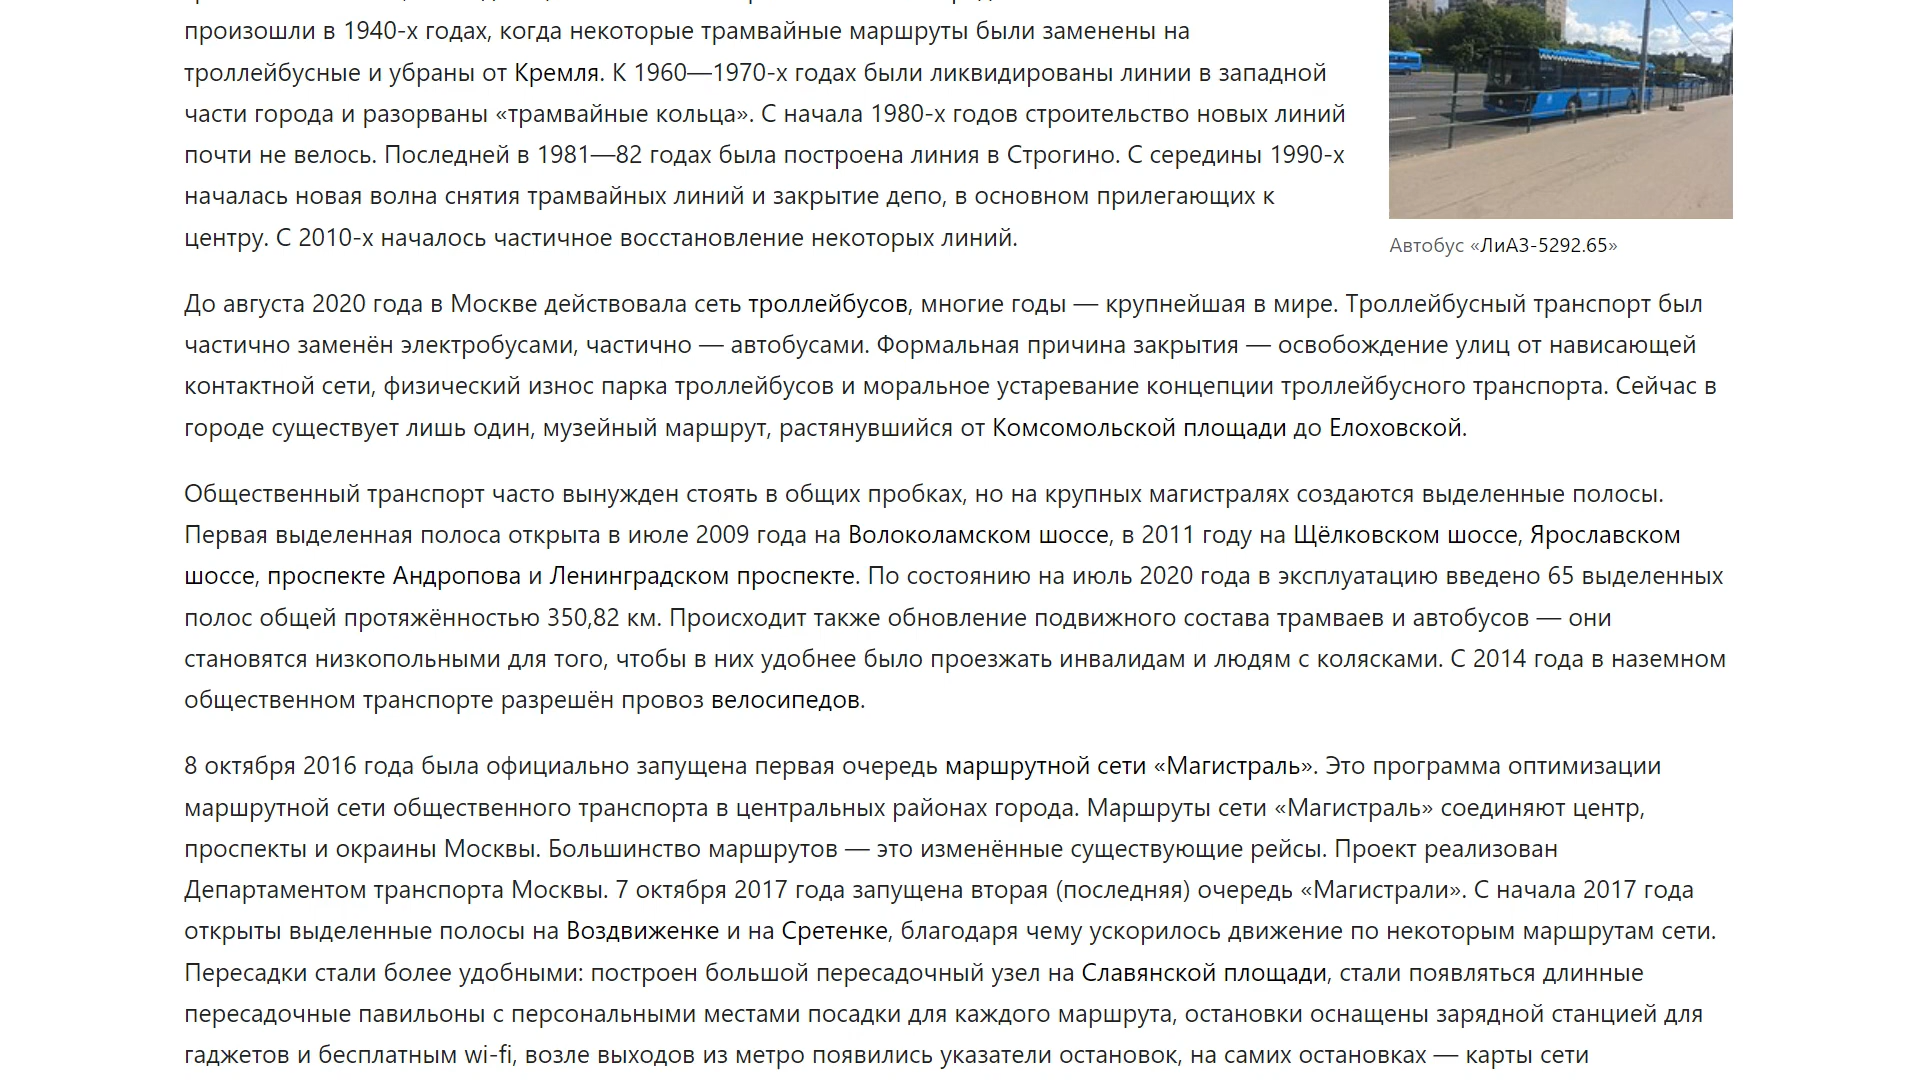 произошли в 1940-х годах, когда некоторые трамвайные маршруты были заменены на
троллейбусные и убраны от Кремля. К 1960—1970-х годах были ликвидированы линии в западной
части города и разорваны «трамвайные кольца». С начала 1980-х годов строительство новых линий
почти не велось. Последней в 1981—82 годах была построена линия в Строгино. С середины 1990-х
началась новая волна снятия трамвайных линий и закрытие депо, в основном прилегающих к
центру. С 2010-х началось частичное восстановление некоторых линий.
Автобус «ЛиАЗ-5292.65»
До августа 2020 года в Москве действовала сеть троллейбусов, многие годы — крупнейшая в мире. Троллейбусный транспорт был
частично заменён электробусами, частично — автобусами. Формальная причина закрытия — освобождение улиц от нависающей
контактной сети, физический износ парка троллейбусов и моральное устаревание концепции троллейбусного транспорта. Сейчас в
городе существует лишь один, музейный маршрут, растянувшийся от Комсомольской площади до Елоховской.
Общественный транспорт часто вынужден стоять в общих пробках, но на крупных магистралях создаются выделенные полосы.
Первая выделенная полоса открыта в июле 2009 года на Волоколамском шоссе, в 2011 году на Щёлковском шоссе, Ярославском
шоссе, проспекте Андропова и Ленинградском проспекте. По состоянию на июль 2020 года в эксплуатацию введено 65 выделенных
полос общей протяжённостью 350,82 км. Происходит также обновление подвижного состава трамваев и автобусов — они
становятся низкопольными для того, чтобы в них удобнее было проезжать инвалидам и людям с колясками. С 2014 года в наземном
общественном транспорте разрешён провоз велосипедов.
8 октября 2016 года была официально запущена первая очередь маршрутной сети «Магистраль». Это программа оптимизации
маршрутной сети общественного транспорта в центральных районах города. Маршруты сети «Магистраль» соединяют центр,
проспекты и окраины Москвы. Большинство маршрутов — это изменённые существующие рейсы. Проект реализован
Департаментом транспорта Москвы. 7 октября 2017 года запущена вторая (последняя) очередь «Магистрали». С начала 2017 года
открыты выделенные полосы на Воздвиженке и на Сретенке, благодаря чему ускорилось движение по некоторым маршрутам сети.
Пересадки стали более удобными: построен большой пересадочный узел на Славянской площади, стали появляться длинные
пересадочные павильоны с персональными местами посадки для каждого маршрута, остановки оснащены зарядной станцией для
гаджетов и бесплатным wi-fi, возле выходов из метро появились указатели остановок, на самих остановках — карты сети